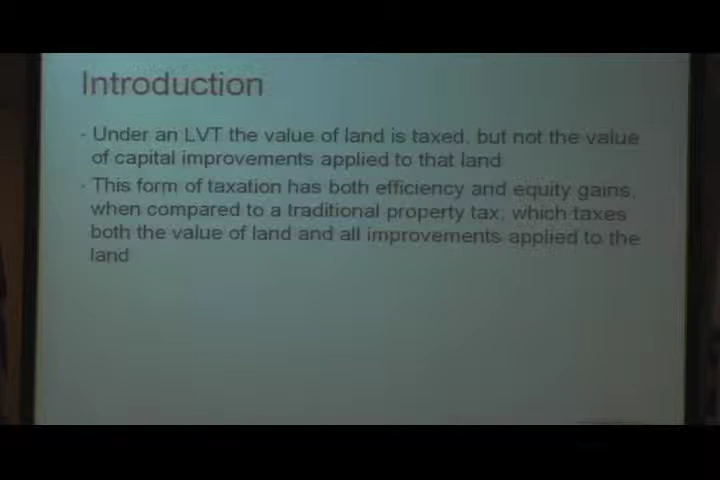 Introduction
- Under an LVT the value of land is taxed, but not the value
of capital improvements applied to that land
- This form of taxation has both efficiency and equity gains,
when compared to a traditional property tax, which taxes
both the value of land and all improvements applied to the
land